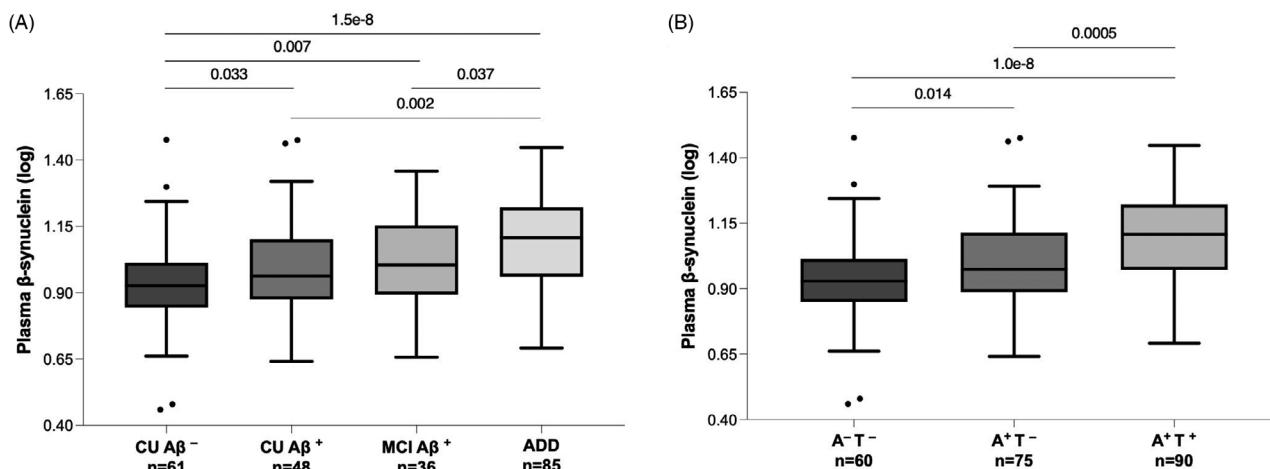 (A)
1.5e-8
0.007
0.033 0.037
0.002
Plasma β-synuclein (log)
1.65
1.40
1.15
0.90
0.65
0.40
CU Aβ⁻ CU Aβ⁺ MCI Aβ⁺ ADD
n=61 n=48 n=36 n=85
(B)
0.0005
1.0e-8
0.014
Plasma β-synuclein (log)
1.65
1.40
1.15
0.90
0.65
0.40
A⁻T⁻ A⁺T⁻ A⁺T⁺
n=60 n=75 n=90